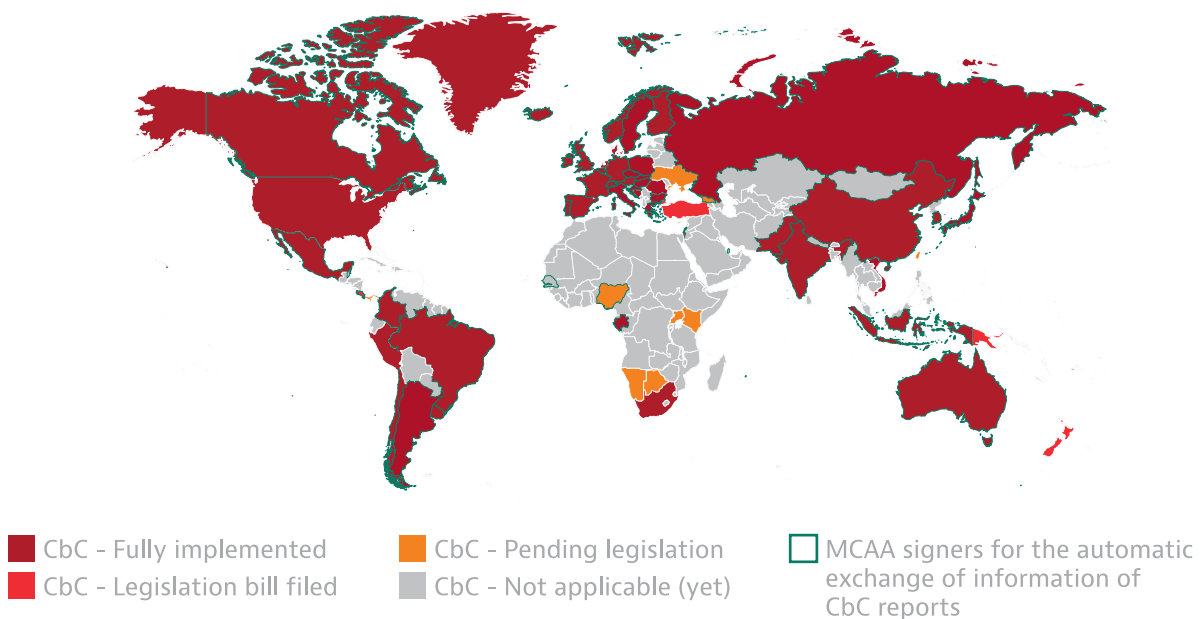 CbC - Fully implemented
CbC - Legislation bill filed
CbC - Pending legislation
CbC - Not applicable (yet)
MCAA signers for the automatic
exchange of information of
CbC reports